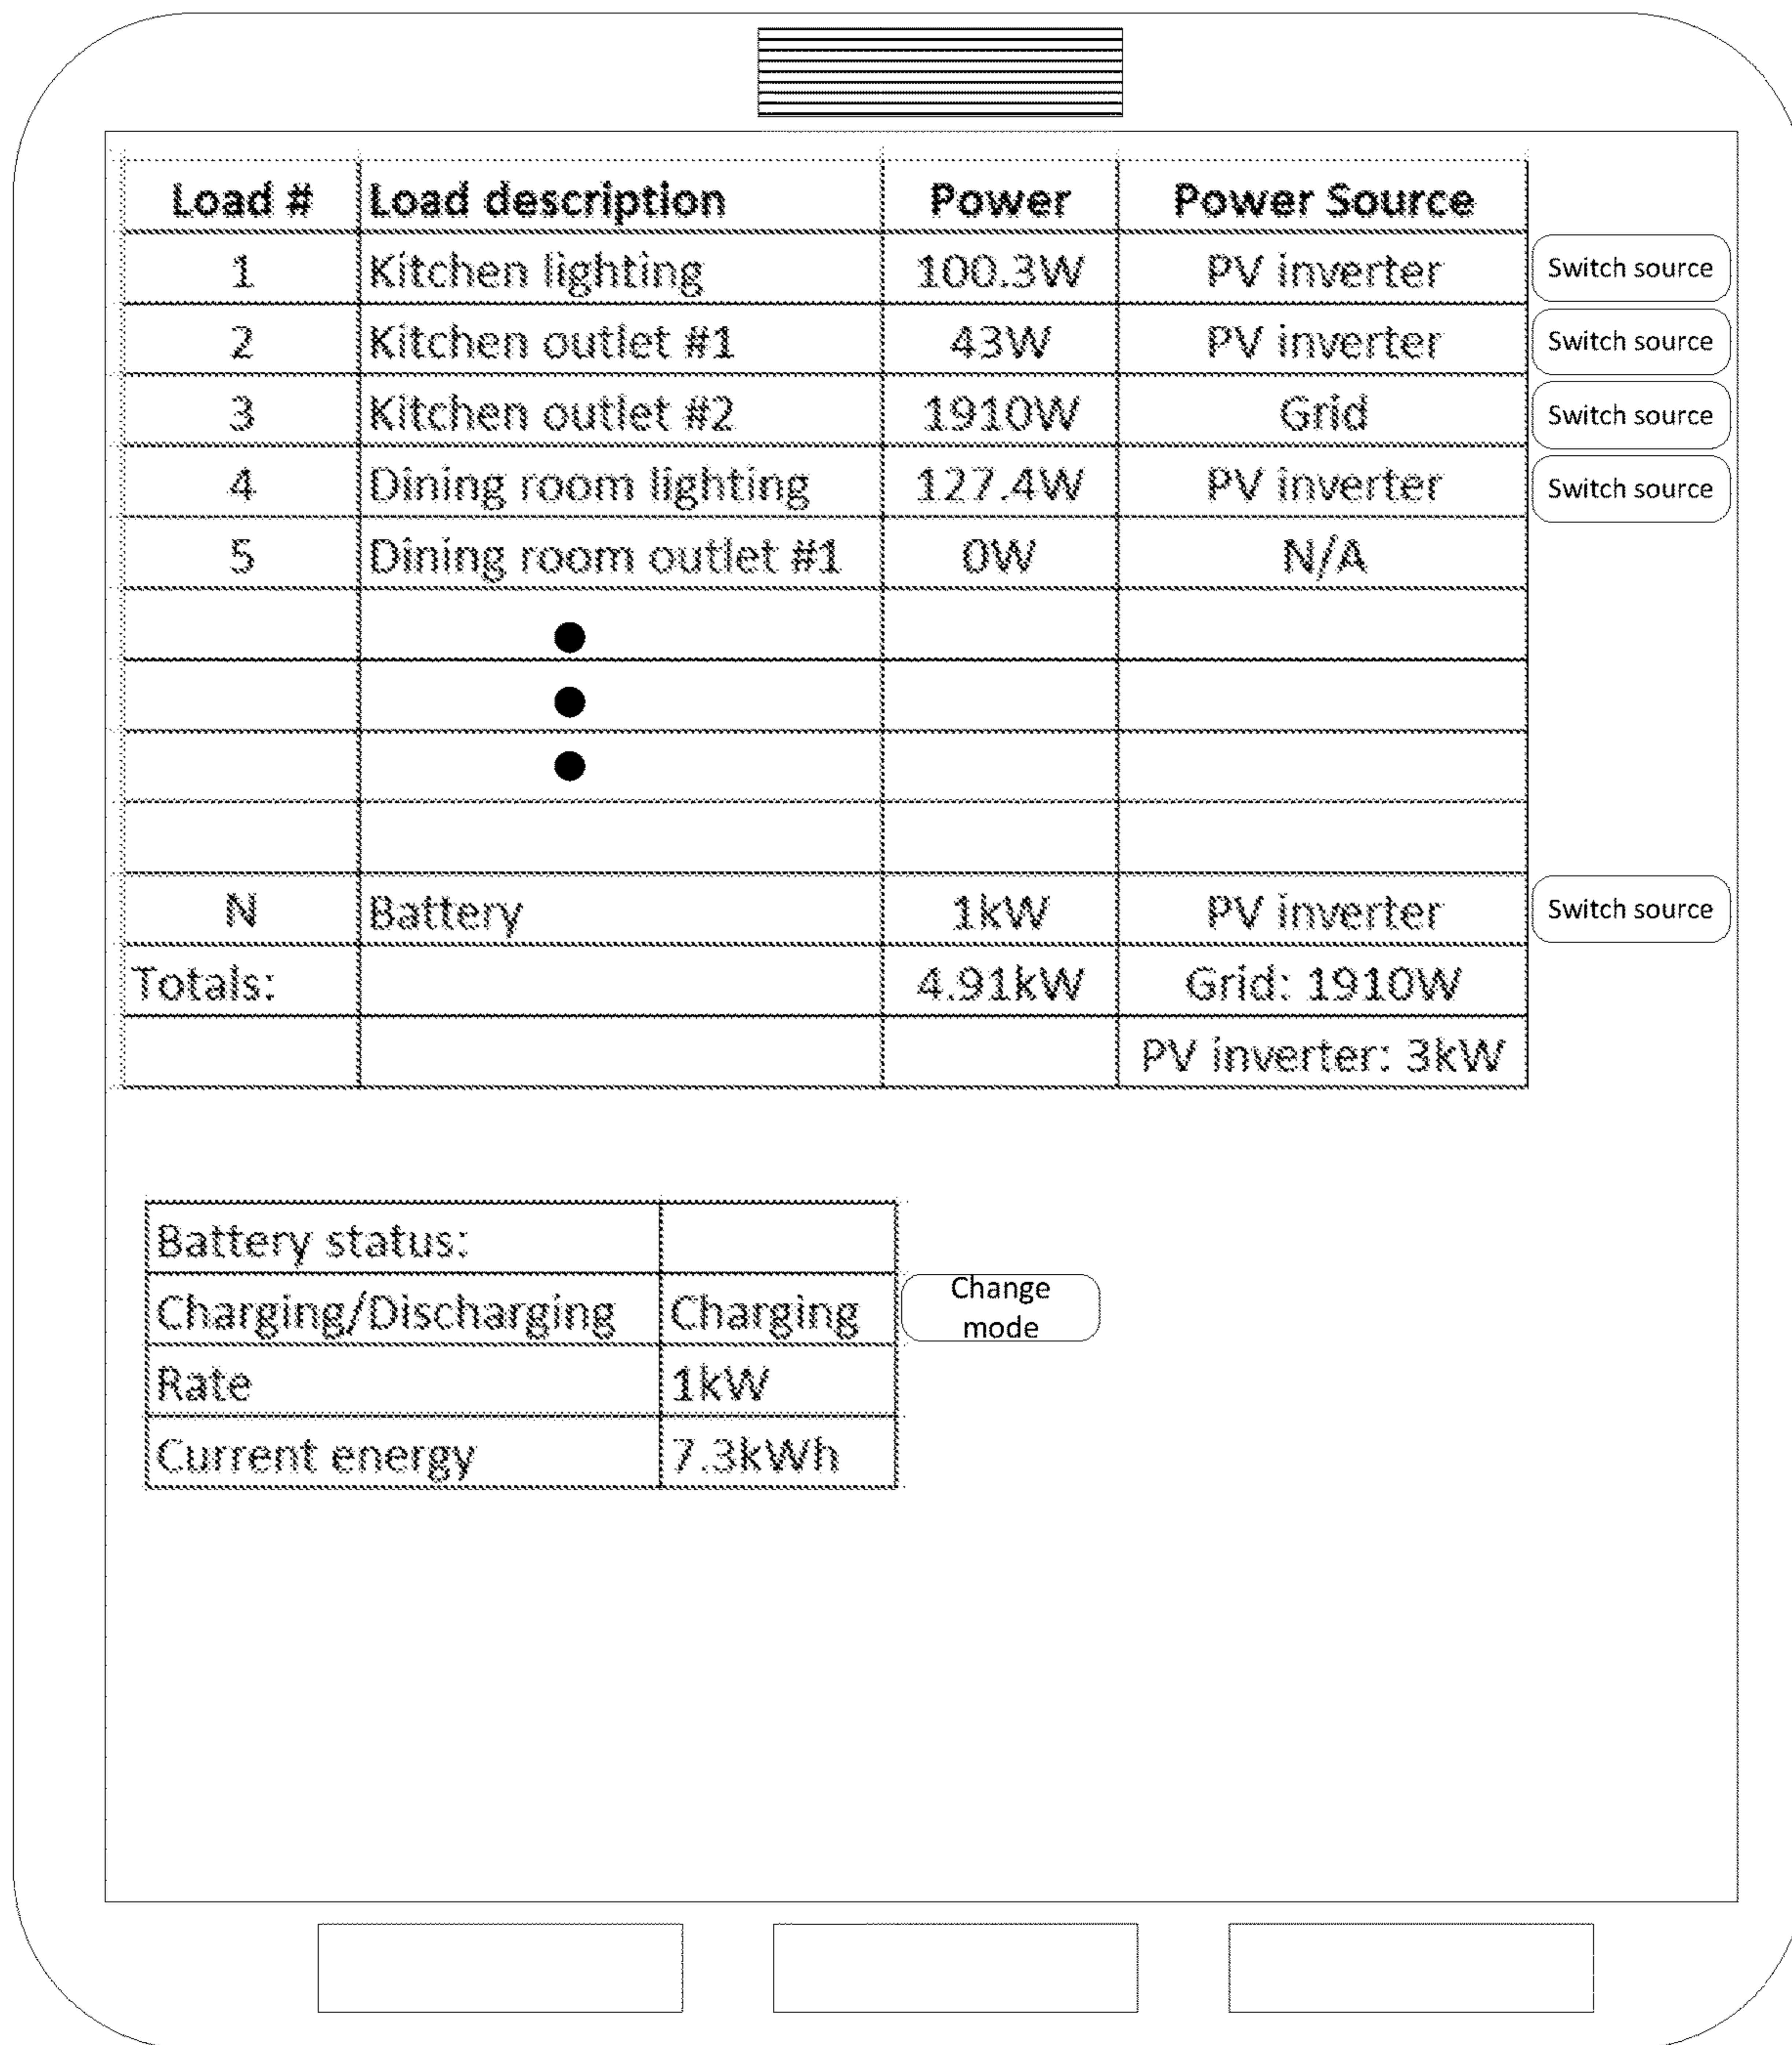 Load # Load description Power Power Source
1 Kitchen lighting 100.3W PV inverter Switch source
2 Kitchen outlet #1 43W PV inverter Switch source
3 Kitchen outlet #2 1910W Grid Switch source
4 Dining room lighting 127.4W PV inverter Switch source
5 Dining room outlet #1 0W N/A
N Battery 1kW PV inverter Switch source
Totals: 4.91kW Grid: 1910W
PV inverter: 3kW
Battery status:
Charging/Discharging Charging Change mode
Rate 1kW
Current energy 7.3kWh